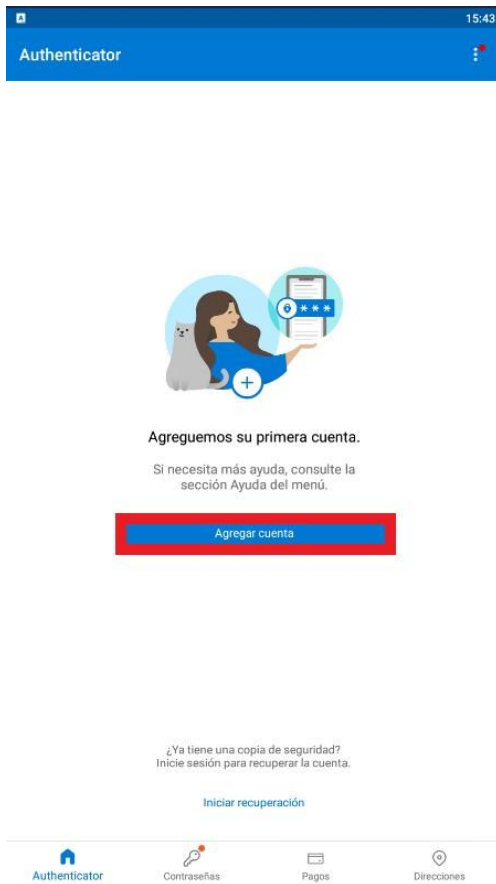 15:43
Authenticator
* * *
Agreguemos su primera cuenta.
Si necesita más ayuda, consulte la
sección Ayuda del menú.
Agregar cuenta
¿Ya tiene una copia de seguridad?
Inicie sesión para recuperar la cuenta.
Iniciar recuperación
Authenticator Contraseñas Pagos Direcciones